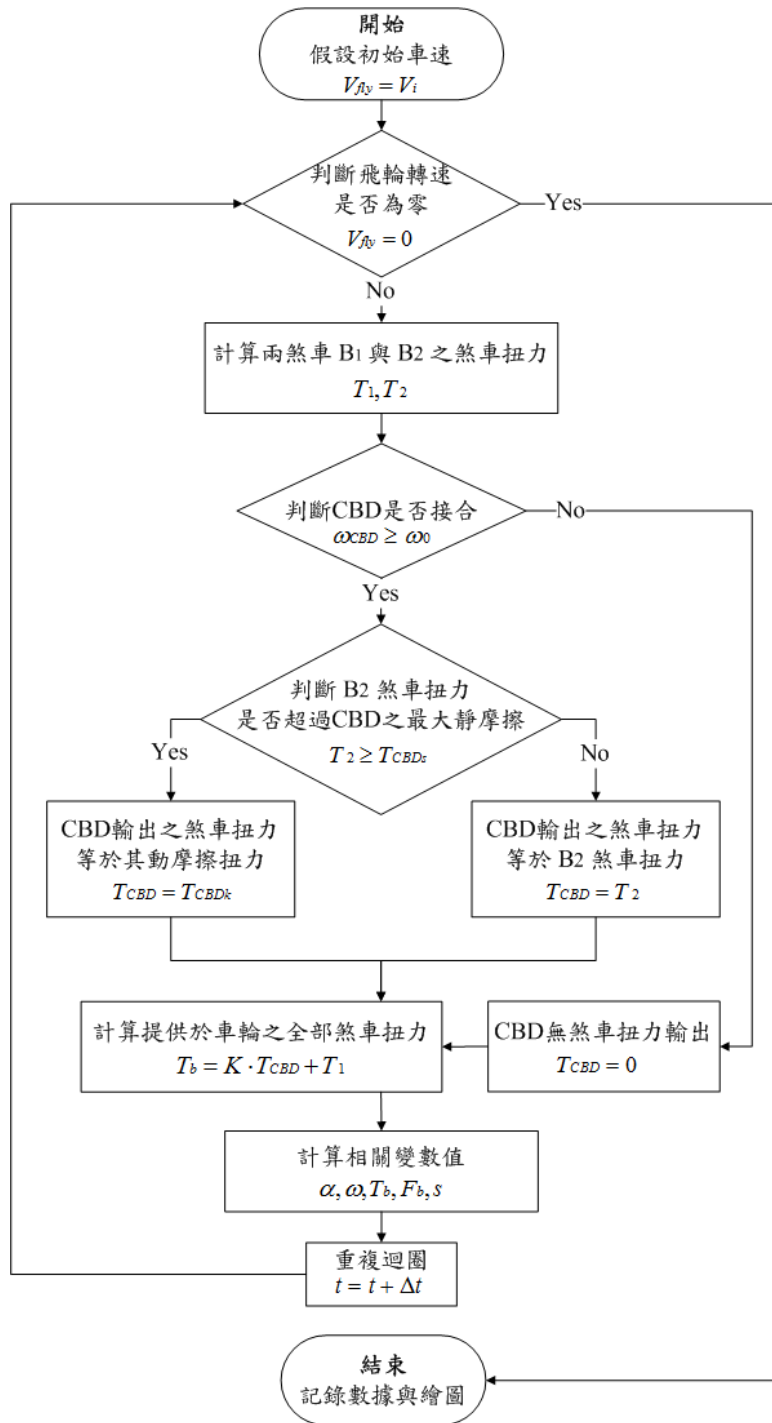 開始
假設初始車速
V_fly = V_i
判斷飛輪轉速
是否為零
V_fly = 0
Yes
No
計算兩煞車 B1 與 B2 之煞車扭力
T1, T2
判斷CBD是否接合
ω_CBD ≥ ω0
No
Yes
判斷 B2 煞車扭力
是否超過CBD之最大靜摩擦
T2 ≥ T_CBDs
Yes
No
CBD輸出之煞車扭力
等於其動摩擦扭力
T_CBD = T_CBDk
CBD輸出之煞車扭力
等於 B2 煞車扭力
T_CBD = T2
計算提供於車輪之全部煞車扭力
T_b = K · T_CBD + T1
CBD無煞車扭力輸出
T_CBD = 0
計算相關變數值
α, ω, T_b, F_b, s
重複迴圈
t = t + Δt
結束
記錄數據與繪圖